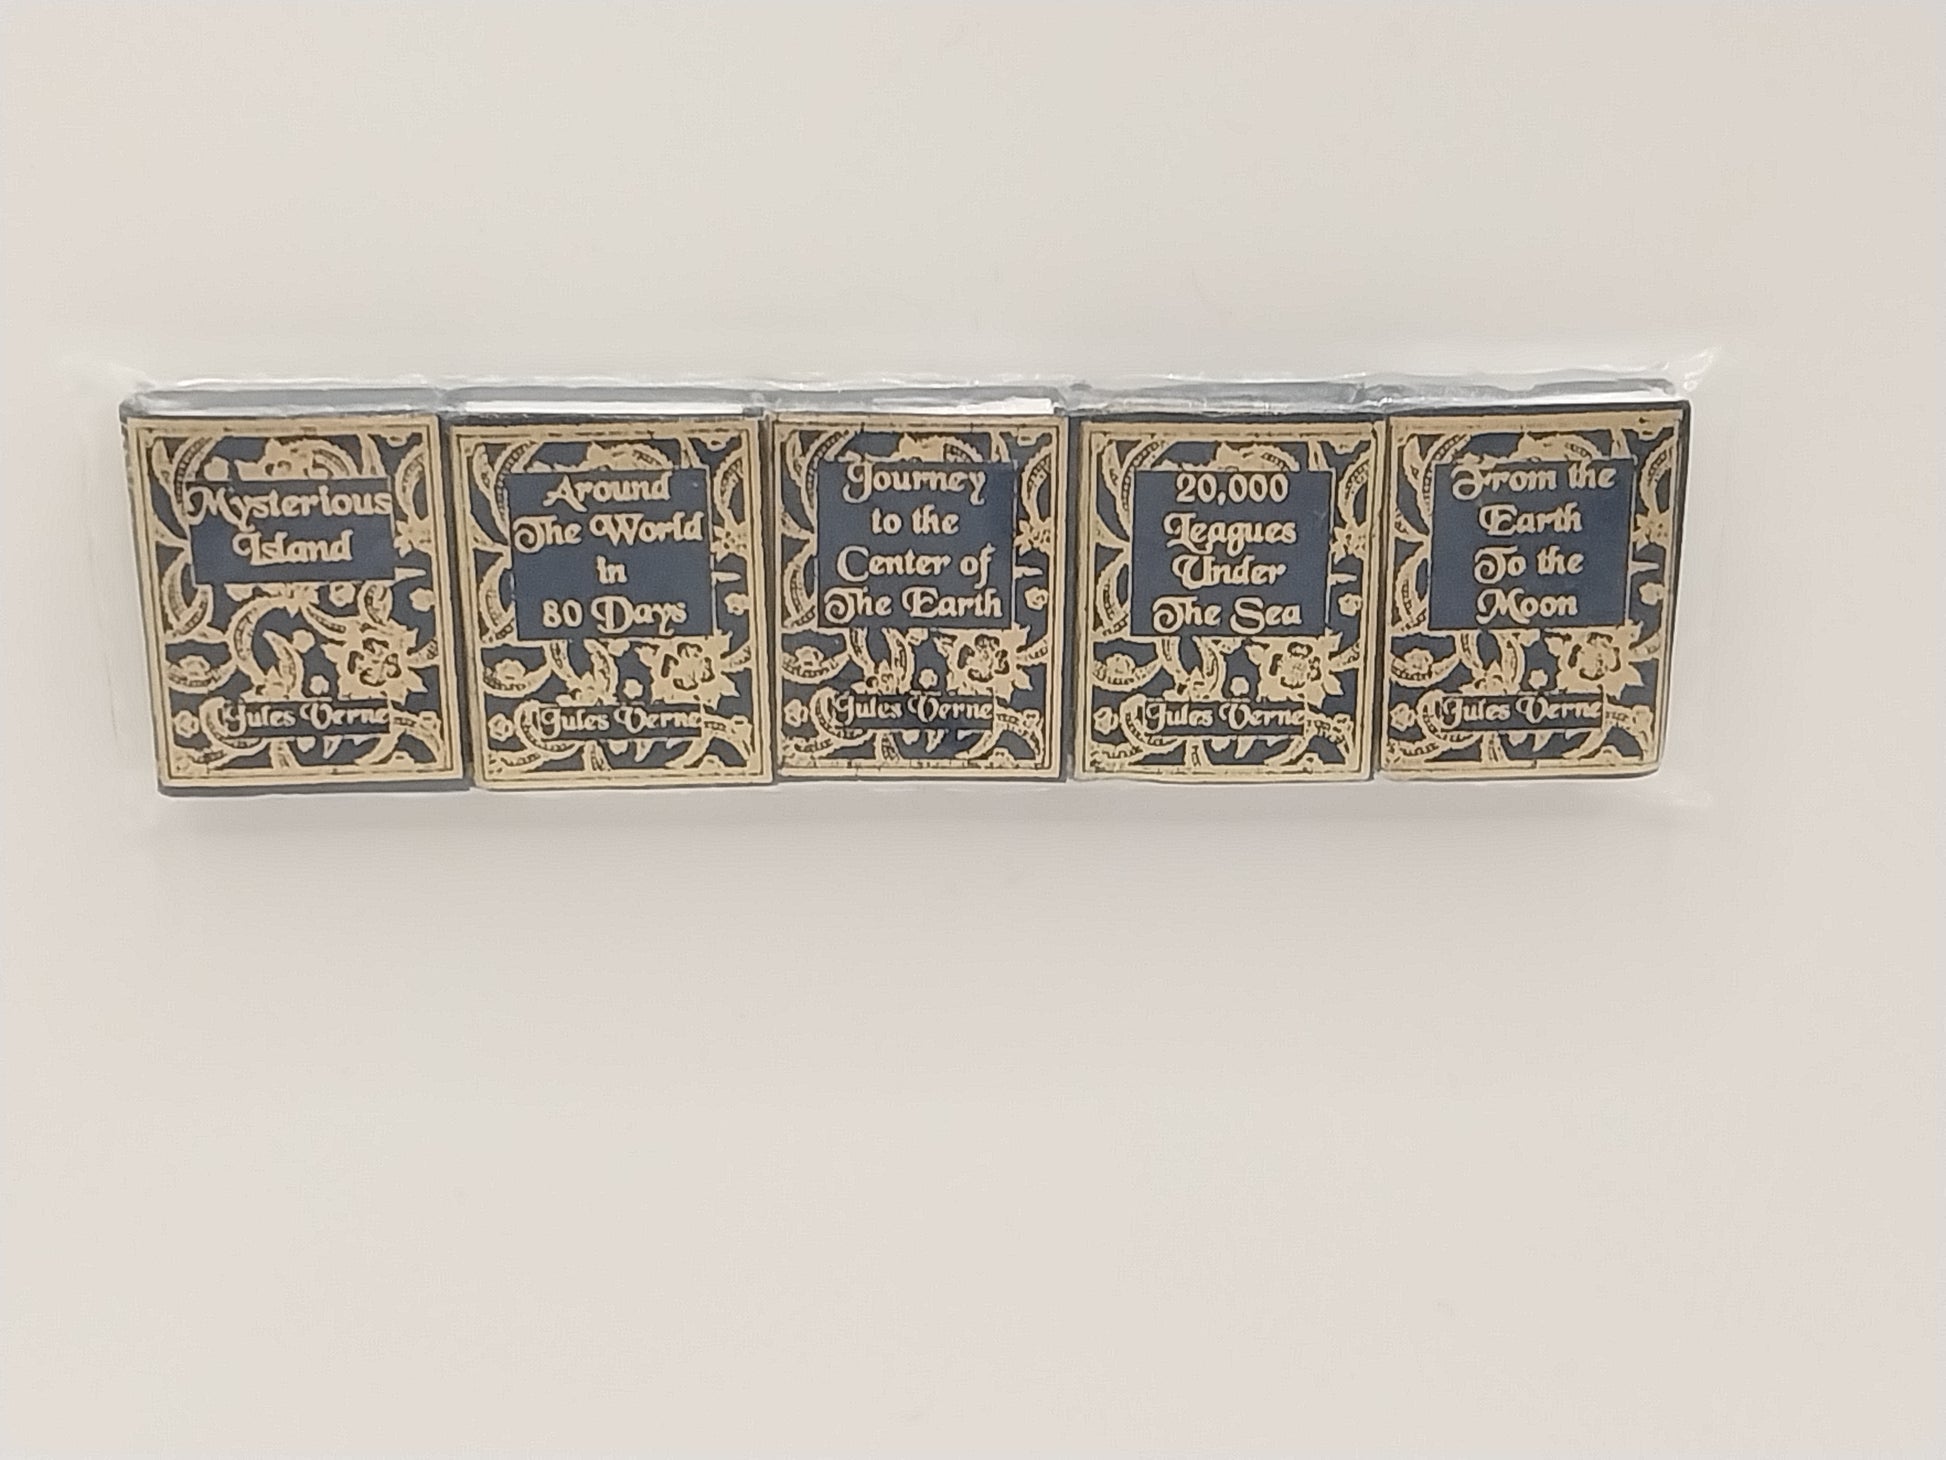 Mysterious
Island
Jules Verne
Around
The World
in
80 Days
Jules Verne
Journey
to the
Center of
The Earth
Jules Verne
20,000
Leagues
Under
The Sea
Jules Verne
From the
Earth
To the
Moon
Jules Verne